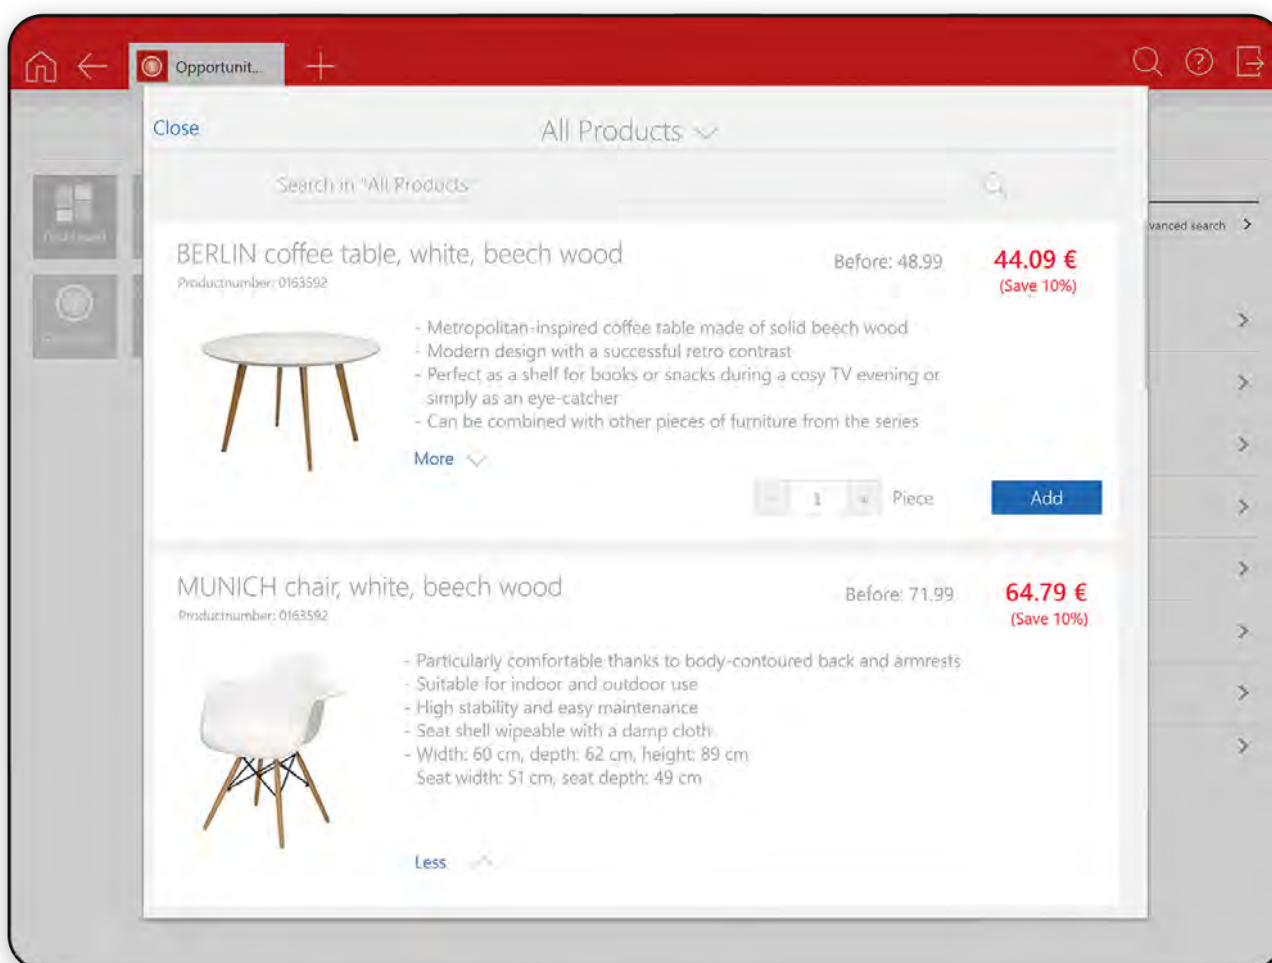 Opportunit...
Close
All Products
Search in "All Products"
vanced search
BERLIN coffee table, white, beech wood
Before: 48.99
44.09 €
Productnumber: 0163592
(Save 10%)
- Metropolitan-inspired coffee table made of solid beech wood
- Modern design with a successful retro contrast
- Perfect as a shelf for books or snacks during a cosy TV evening or
simply as an eye-catcher
- Can be combined with other pieces of furniture from the series
More
- 1 + Piece
Add
MUNICH chair, white, beech wood
Before: 71.99
64.79 €
Productnumber: 0163592
(Save 10%)
- Particularly comfortable thanks to body-contoured back and armrests
- Suitable for indoor and outdoor use
- High stability and easy maintenance
- Seat shell wipeable with a damp cloth
- Width: 60 cm, depth: 62 cm, height: 89 cm
Seat width: 51 cm, seat depth: 49 cm
Less